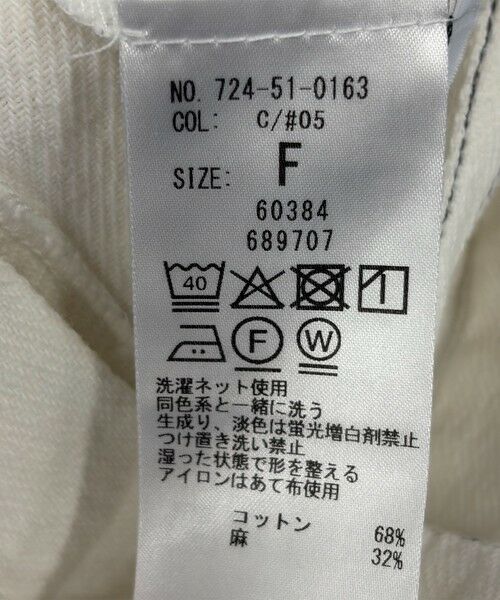 NO. 724-51-0163
COL: C/#05
SIZE: F
60384
689707
40
F W
洗濯ネット使用
同色系と一緒に洗う
生成り、淡色は蛍光増白剤禁止
つけ置き洗い禁止
湿った状態で形を整える
アイロンはあて布使用
コットン 68%
麻 32%